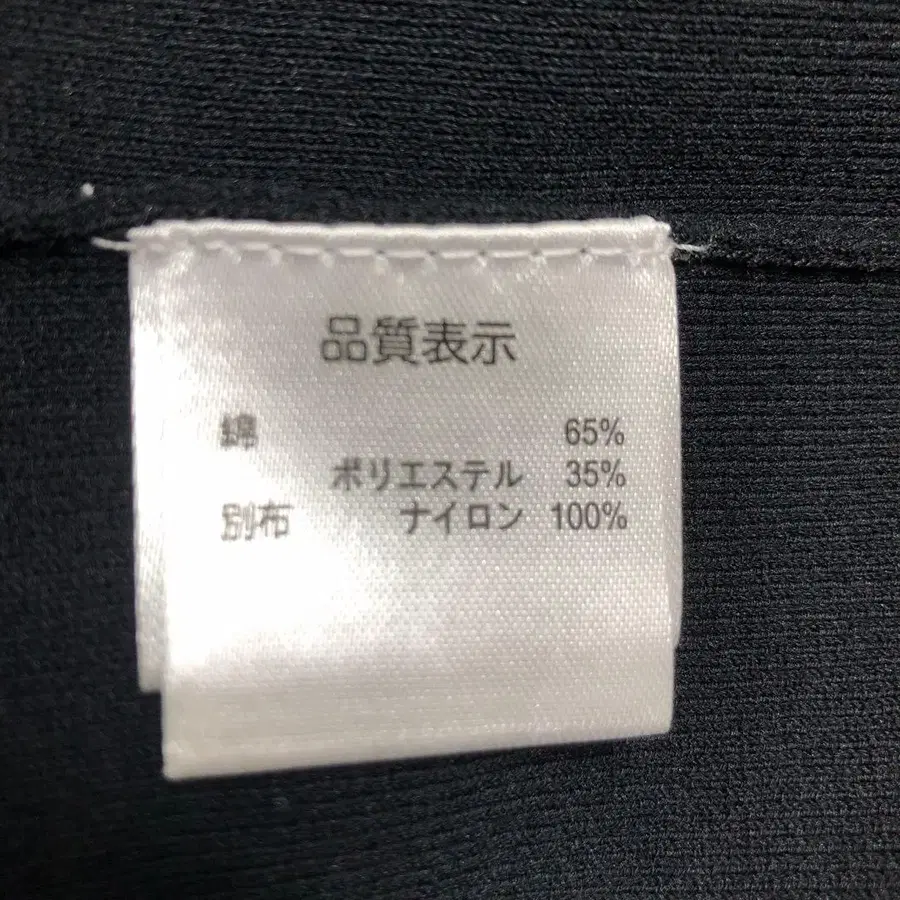 品質表示
綿 65%
ポリエステル 35%
別布 ナイロン 100%